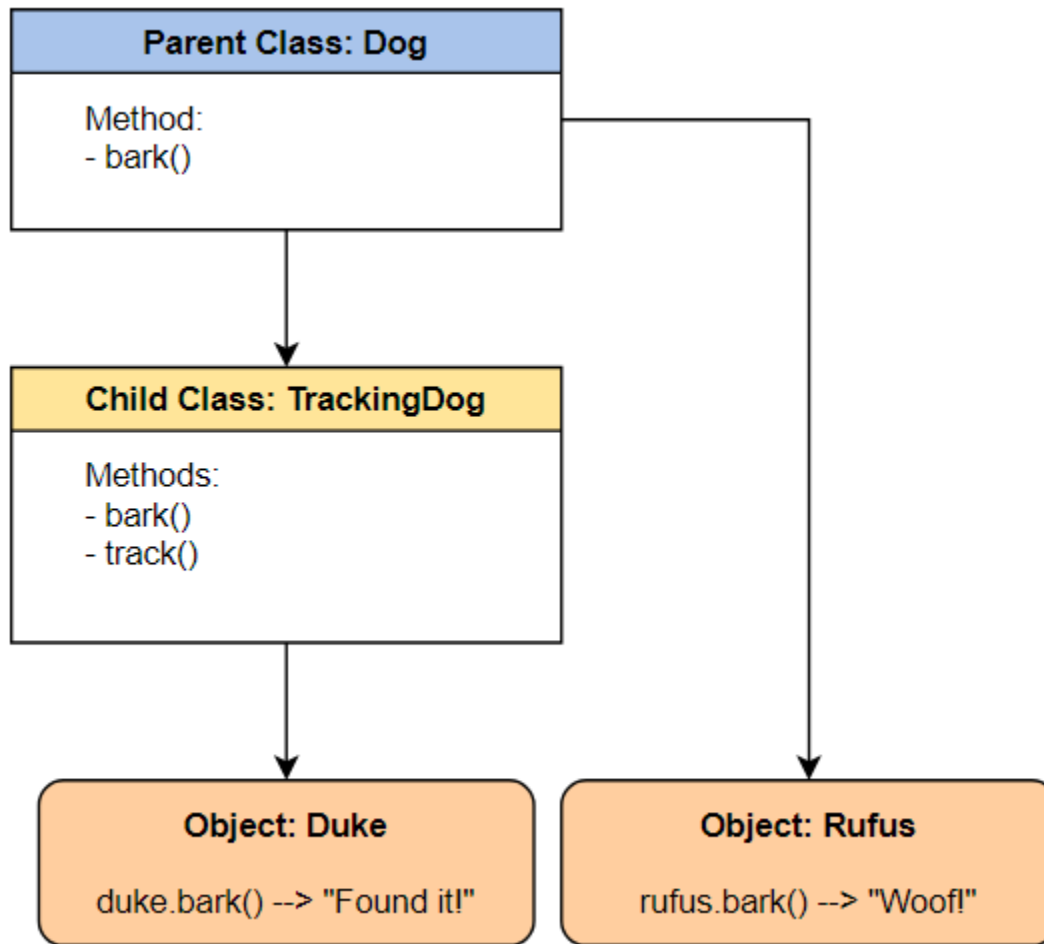 Parent Class: Dog
Method:
- bark()
Child Class: TrackingDog
Methods:
- bark()
- track()
Object: Duke
duke.bark() --> "Found it!"
Object: Rufus
rufus.bark() --> "Woof!"